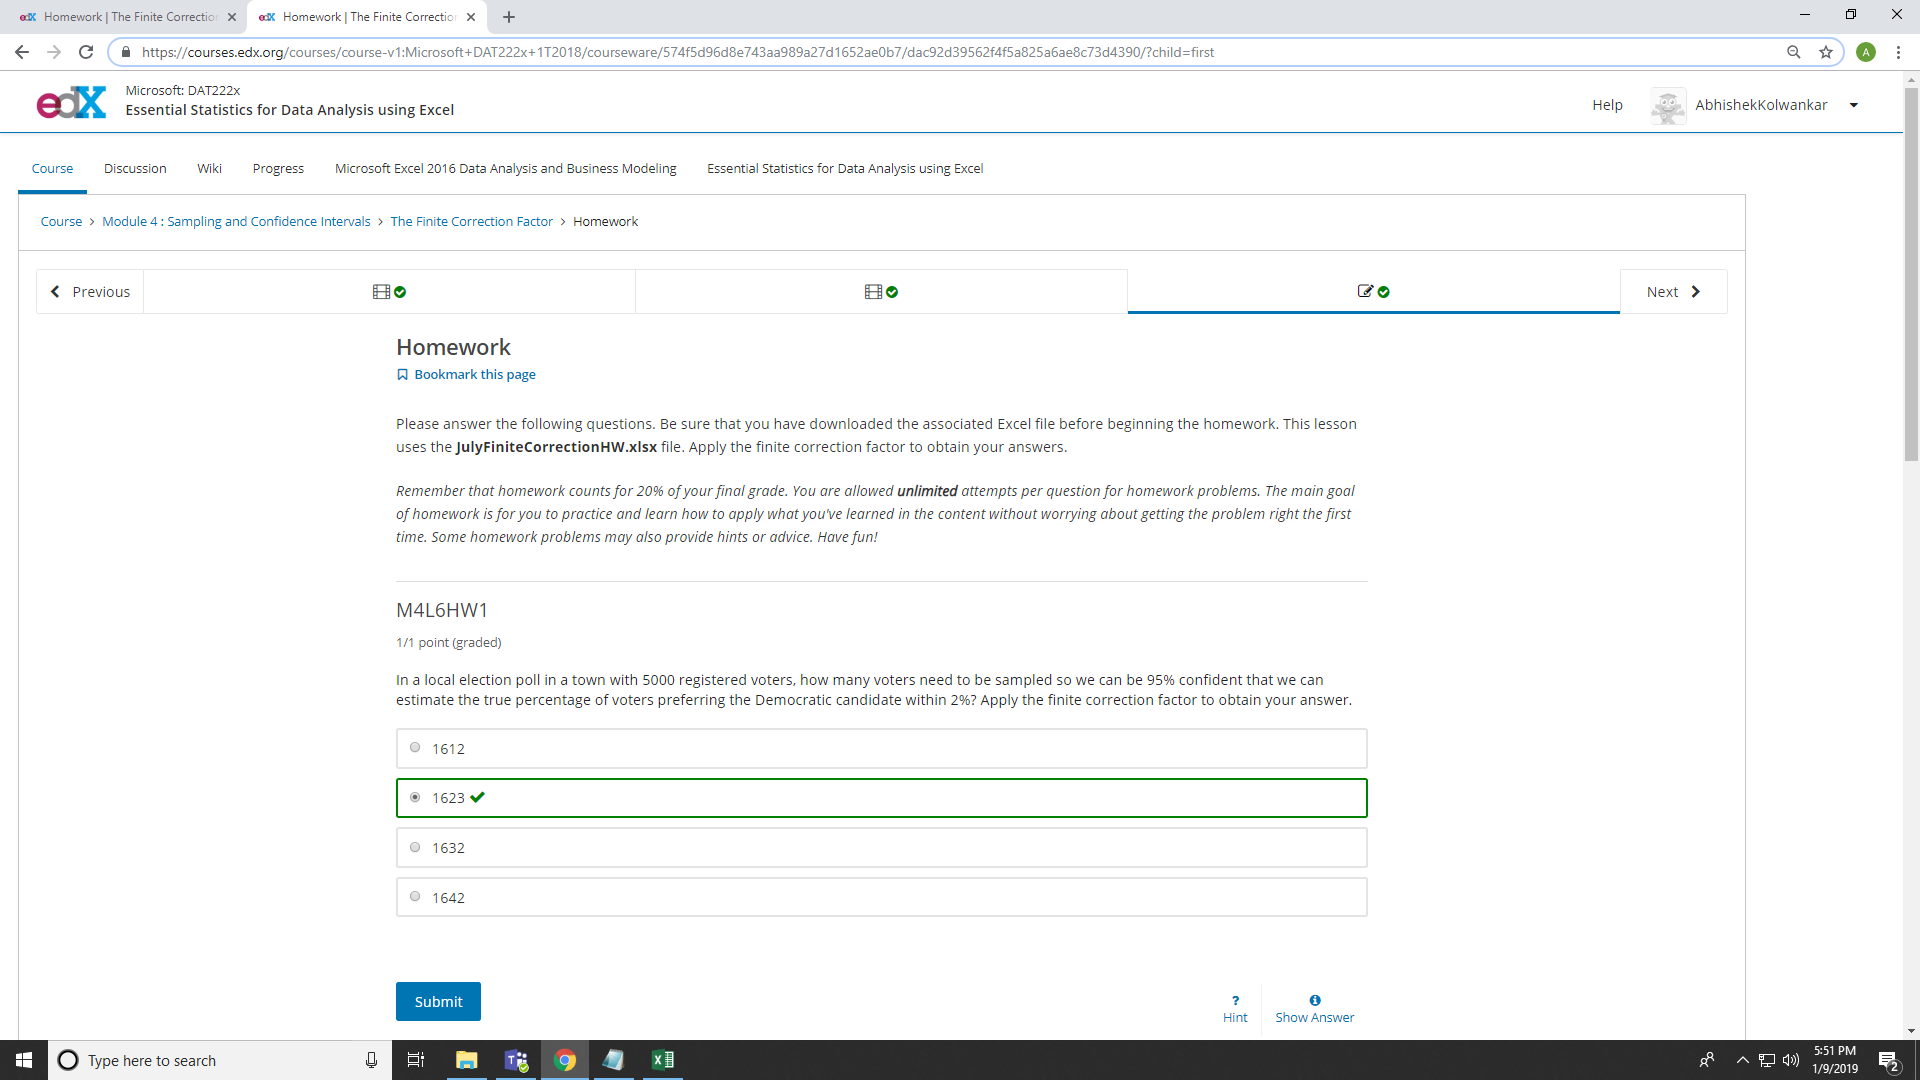 Homework | The Finite Correction
Homework | The Finite Correction
https://courses.edx.org/courses/course-v1:Microsoft+DAT222x+1T2018/courseware/574f5d96d8e743aa989a27d1652ae0b7/dac92d39562f4f5a825a6ae8c73d4390/?child=first
A
edX
Microsoft: DAT222x
Essential Statistics for Data Analysis using Excel
Help
AbhishekKolwankar
Course
Discussion
Wiki
Progress
Microsoft Excel 2016 Data Analysis and Business Modeling
Essential Statistics for Data Analysis using Excel
Course > Module 4 : Sampling and Confidence Intervals > The Finite Correction Factor > Homework
Previous
Next
Homework
Bookmark this page
Please answer the following questions. Be sure that you have downloaded the associated Excel file before beginning the homework. This lesson
uses the JulyFiniteCorrectionHW.xlsx file. Apply the finite correction factor to obtain your answers.
Remember that homework counts for 20% of your final grade. You are allowed unlimited attempts per question for homework problems. The main goal
of homework is for you to practice and learn how to apply what you've learned in the content without worrying about getting the problem right the first
time. Some homework problems may also provide hints or advice. Have fun!
M4L6HW1
1/1 point (graded)
In a local election poll in a town with 5000 registered voters, how many voters need to be sampled so we can be 95% confident that we can
estimate the true percentage of voters preferring the Democratic candidate within 2%? Apply the finite correction factor to obtain your answer.
1612
1623
1632
1642
Submit
?
Hint
Show Answer
Type here to search
5:51 PM
1/9/2019
2